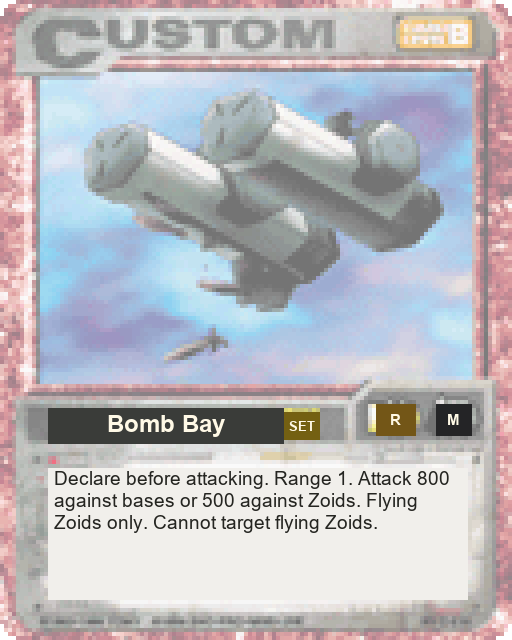 CUSTOM
B
Bomb Bay
SET
R
M
Declare before attacking. Range 1. Attack 800
against bases or 500 against Zoids. Flying
Zoids only. Cannot target flying Zoids.